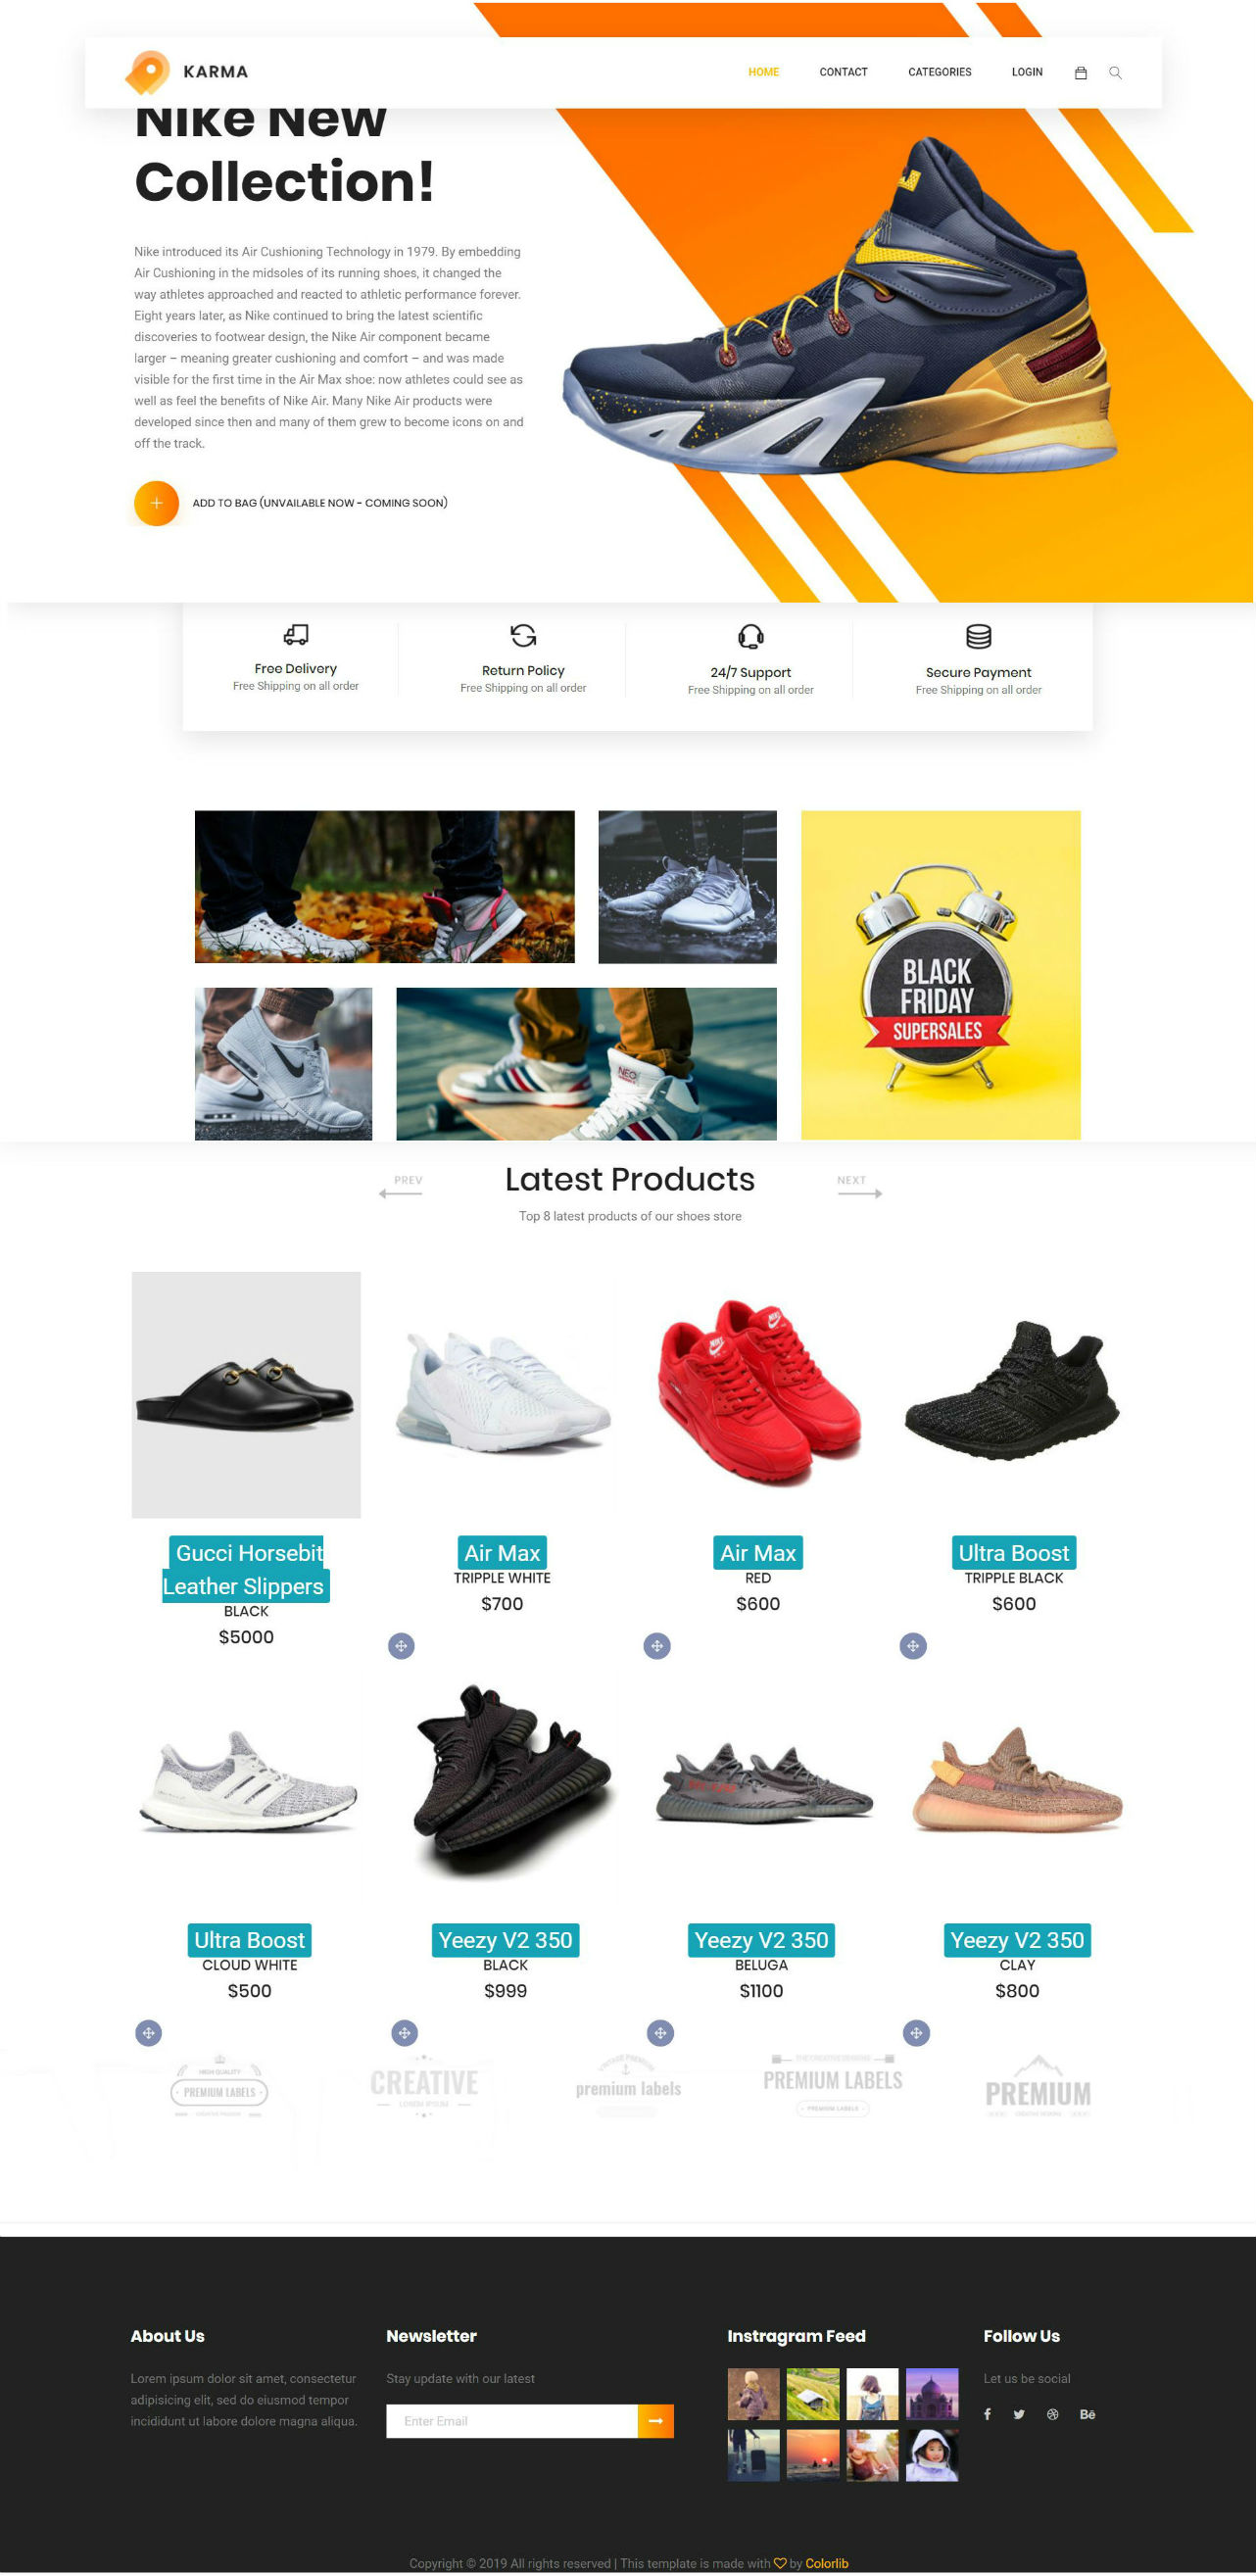 KARMA
HOME CONTACT CATEGORIES LOGIN
Nike New
Collection!
Nike introduced its Air Cushioning Technology in 1979. By embedding
Air Cushioning in the midsoles of its running shoes, it changed the
way athletes approached and reacted to athletic performance forever.
Eight years later, as Nike continued to bring the latest scientific
discoveries to footwear design, the Nike Air component became
larger – meaning greater cushioning and comfort – and was made
visible for the first time in the Air Max shoe: now athletes could see as
well as feel the benefits of Nike Air. Many Nike Air products were
developed since then and many of them grew to become icons on and
off the track.
ADD TO BAG (UNVAILABLE NOW - COMING SOON)
Free Delivery
Free Shipping on all order
Return Policy
Free Shipping on all order
24/7 Support
Free Shipping on all order
Secure Payment
Free Shipping on all order
BLACK
FRIDAY
SUPERSALES
NEO
PREV
Latest Products
NEXT
Top 8 latest products of our shoes store
Gucci Horsebit
Leather Slippers
BLACK
$5000
Air Max
TRIPPLE WHITE
$700
Air Max
RED
$600
Ultra Boost
TRIPPLE BLACK
$600
Ultra Boost
CLOUD WHITE
$500
Yeezy V2 350
BLACK
$999
Yeezy V2 350
BELUGA
$1100
Yeezy V2 350
CLAY
$800
HIGH QUALITY
PREMIUM LABELS
CREATIVE
LOREM IPSUM
premium labels
PREMIUM LABELS
PREMIUM LABELS
PREMIUM
About Us
Lorem ipsum dolor sit amet, consectetur
adipisicing elit, sed do eiusmod tempor
incididunt ut labore dolore magna aliqua.
Newsletter
Stay update with our latest
Enter Email
Instragram Feed
Follow Us
Let us be social
Copyright © 2019 All rights reserved | This template is made with ♡ by Colorlib